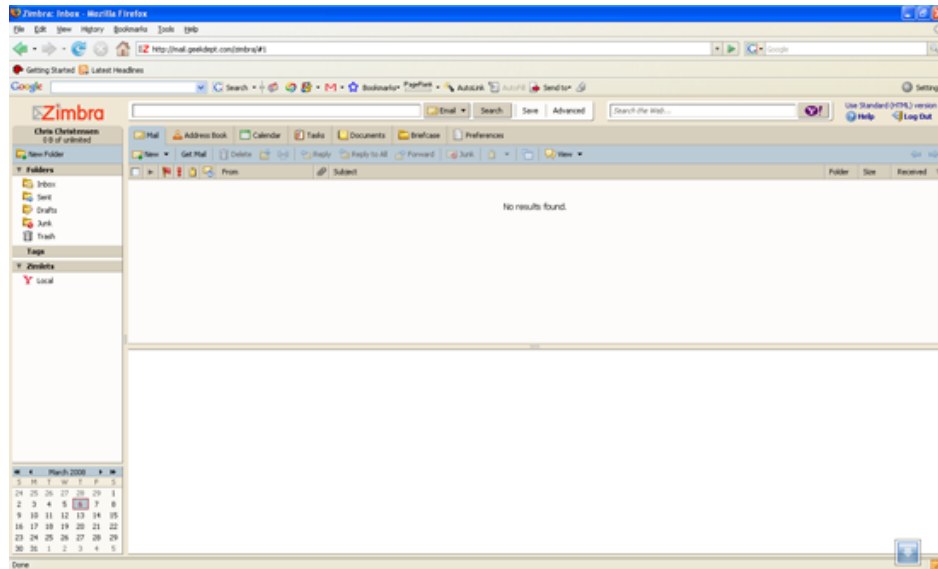 Zimbra: Inbox - Mozilla Firefox
File Edit View History Bookmarks Tools Help
http://mail.geekdept.com/zimbra/#1 Google
Getting Started Latest Headlines
Google Search Bookmarks PageRank AutoLink AutoFill Send to Settings
Zimbra Email Search Save Advanced Search the Web... Use Standard (HTML) version
Help Log Out
Chris Christensen
0 B of unlimited
Mail Address Book Calendar Tasks Documents Briefcase Preferences
New Folder New Get Mail Delete Reply Reply to All Forward Junk View
Folders From Subject Folder Size Received
Inbox
Sent
Drafts
Junk
Trash
No results found.
Tags
Zimlets
Local
March 2008
S M T W T F S
24 25 26 27 28 29 1
2 3 4 5 6 7 8
9 10 11 12 13 14 15
16 17 18 19 20 21 22
23 24 25 26 27 28 29
30 31 1 2 3 4 5
Done